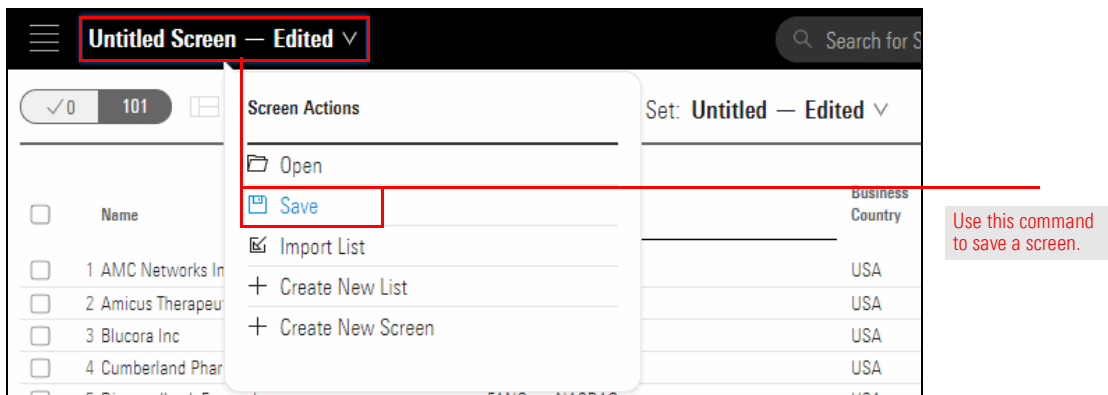 Untitled Screen — Edited
Search for S
0 101
Screen Actions
Set: Untitled — Edited
Open
Save
Import List
Create New List
Create New Screen
Name
Business
Country
Use this command
to save a screen.
1 AMC Networks In USA
2 Amicus Therapeu USA
3 Blucora Inc USA
4 Cumberland Phar USA